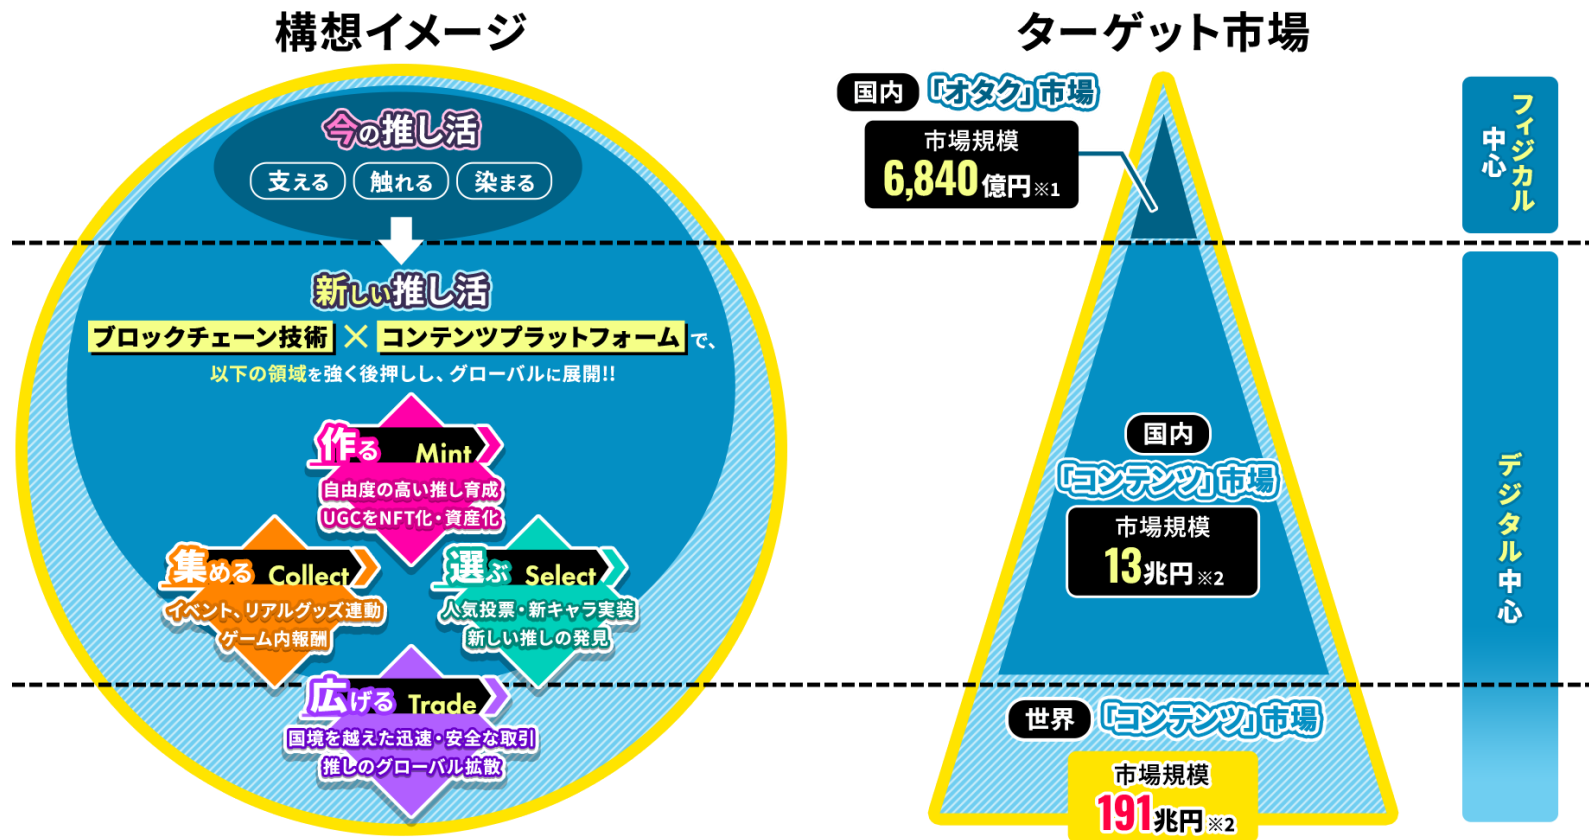 構想イメージ
今の推し活
支える
触れる
染まる
新しい推し活
ブロックチェーン技術 × コンテンツプラットフォームで、
以下の領域を強く後押しし、グローバルに展開!!
作る Mint
自由度の高い推し育成
UGCをNFT化・資産化
集める Collect
イベント、リアルグッズ連動
ゲーム内報酬
選ぶ Select
人気投票・新キャラ実装
新しい推しの発見
広げる Trade
国境を越えた迅速・安全な取引
推しのグローバル拡散
ターゲット市場
国内 「オタク」市場
市場規模
6,840億円※1
国内
「コンテンツ」市場
市場規模
13兆円※2
世界 「コンテンツ」市場
市場規模
191兆円※2
フィジカル
中心
デジタル中心